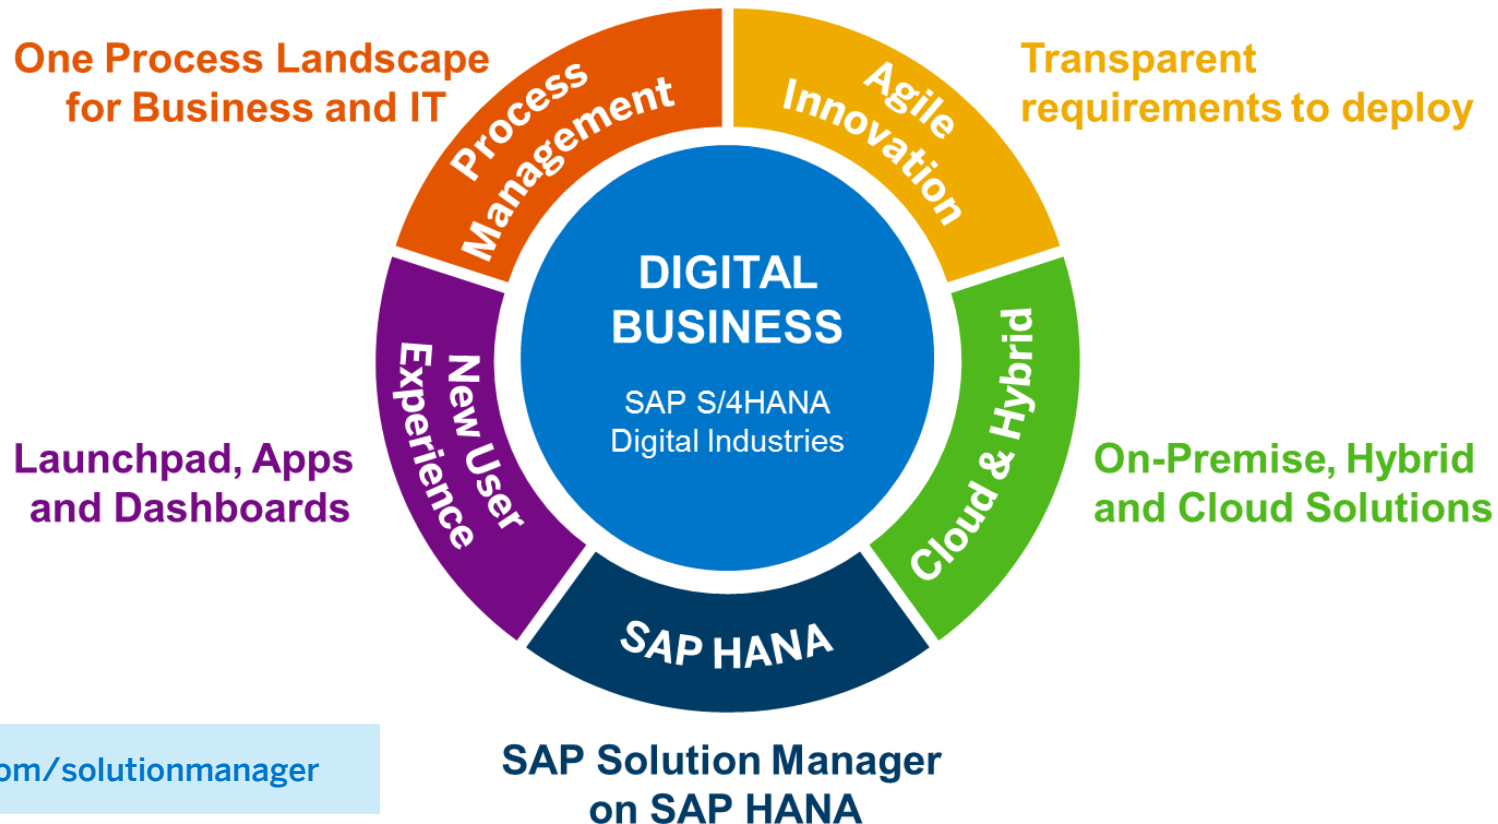 One Process Landscape
for Business and IT
Process
Management
Agile
Innovation
Transparent
requirements to deploy
DIGITAL
BUSINESS
SAP S/4HANA
Digital Industries
New User
Experience
Cloud & Hybrid
Launchpad, Apps
and Dashboards
On-Premise, Hybrid
and Cloud Solutions
SAP HANA
SAP Solution Manager
on SAP HANA
om/solutionmanager